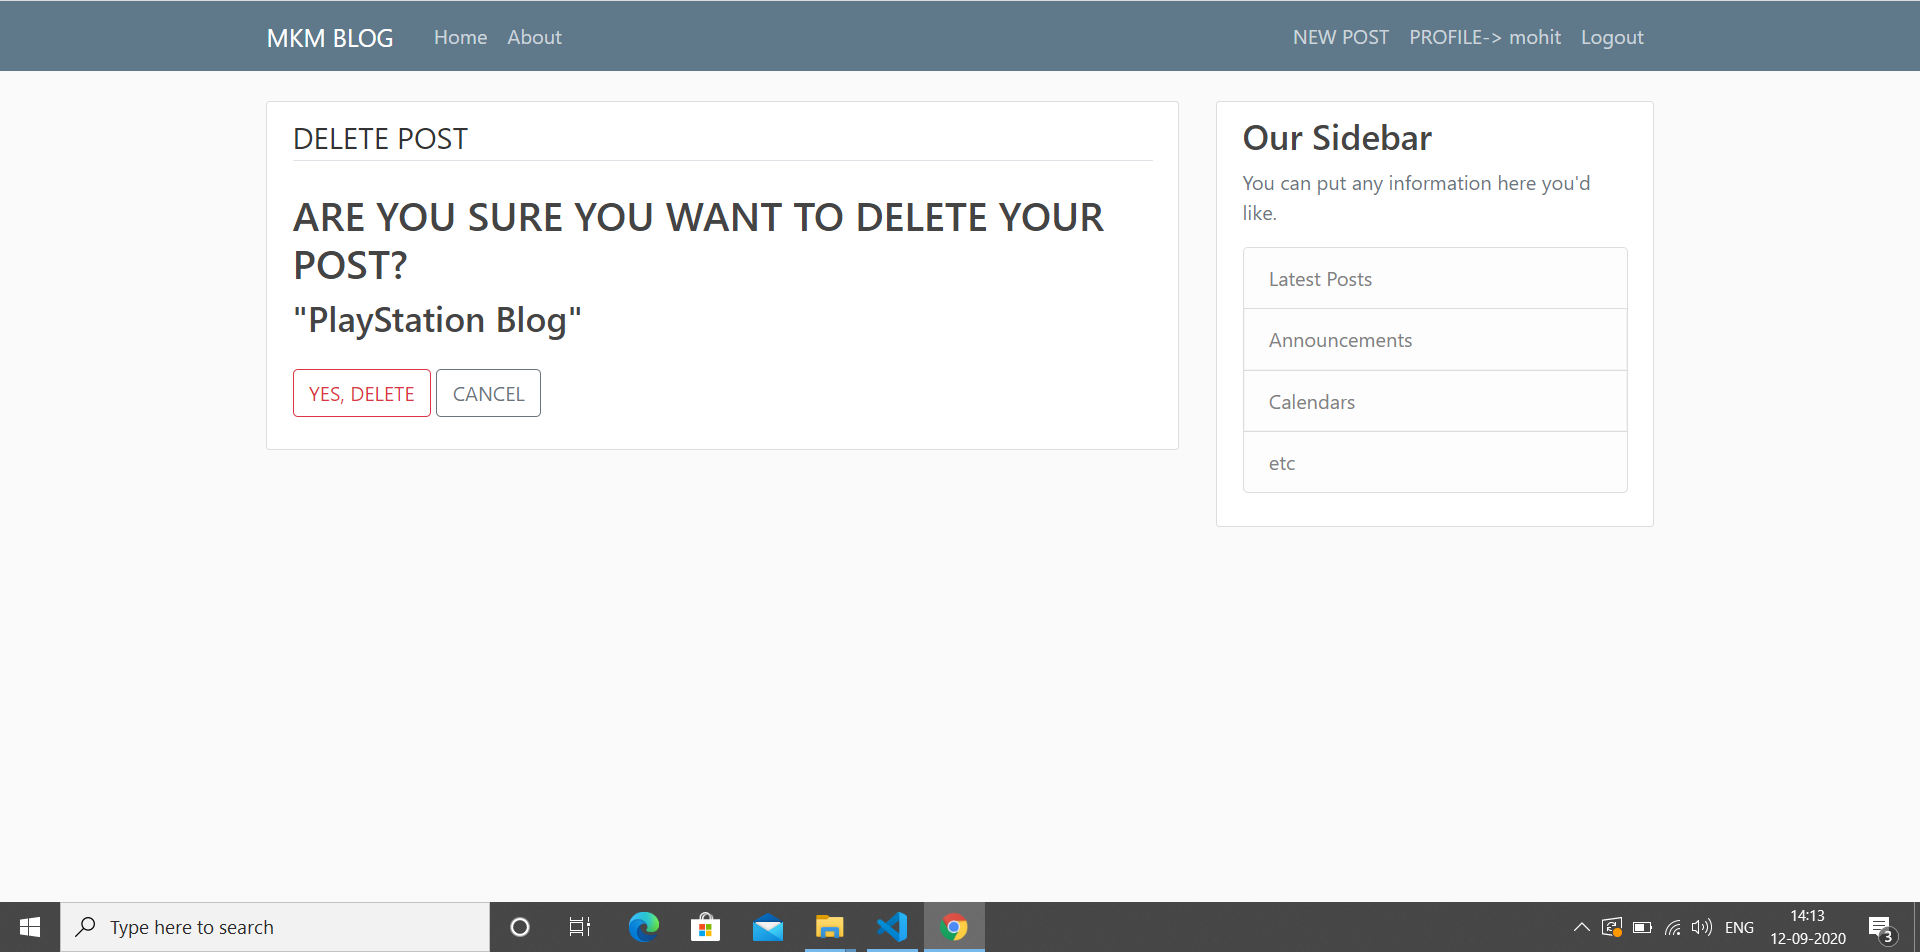 MKM BLOG Home About NEW POST PROFILE-> mohit Logout
DELETE POST
ARE YOU SURE YOU WANT TO DELETE YOUR
POST?
"PlayStation Blog"
YES, DELETE CANCEL
Our Sidebar
You can put any information here you'd
like.
Latest Posts
Announcements
Calendars
etc
Type here to search
ENG
14:13
12-09-2020
3